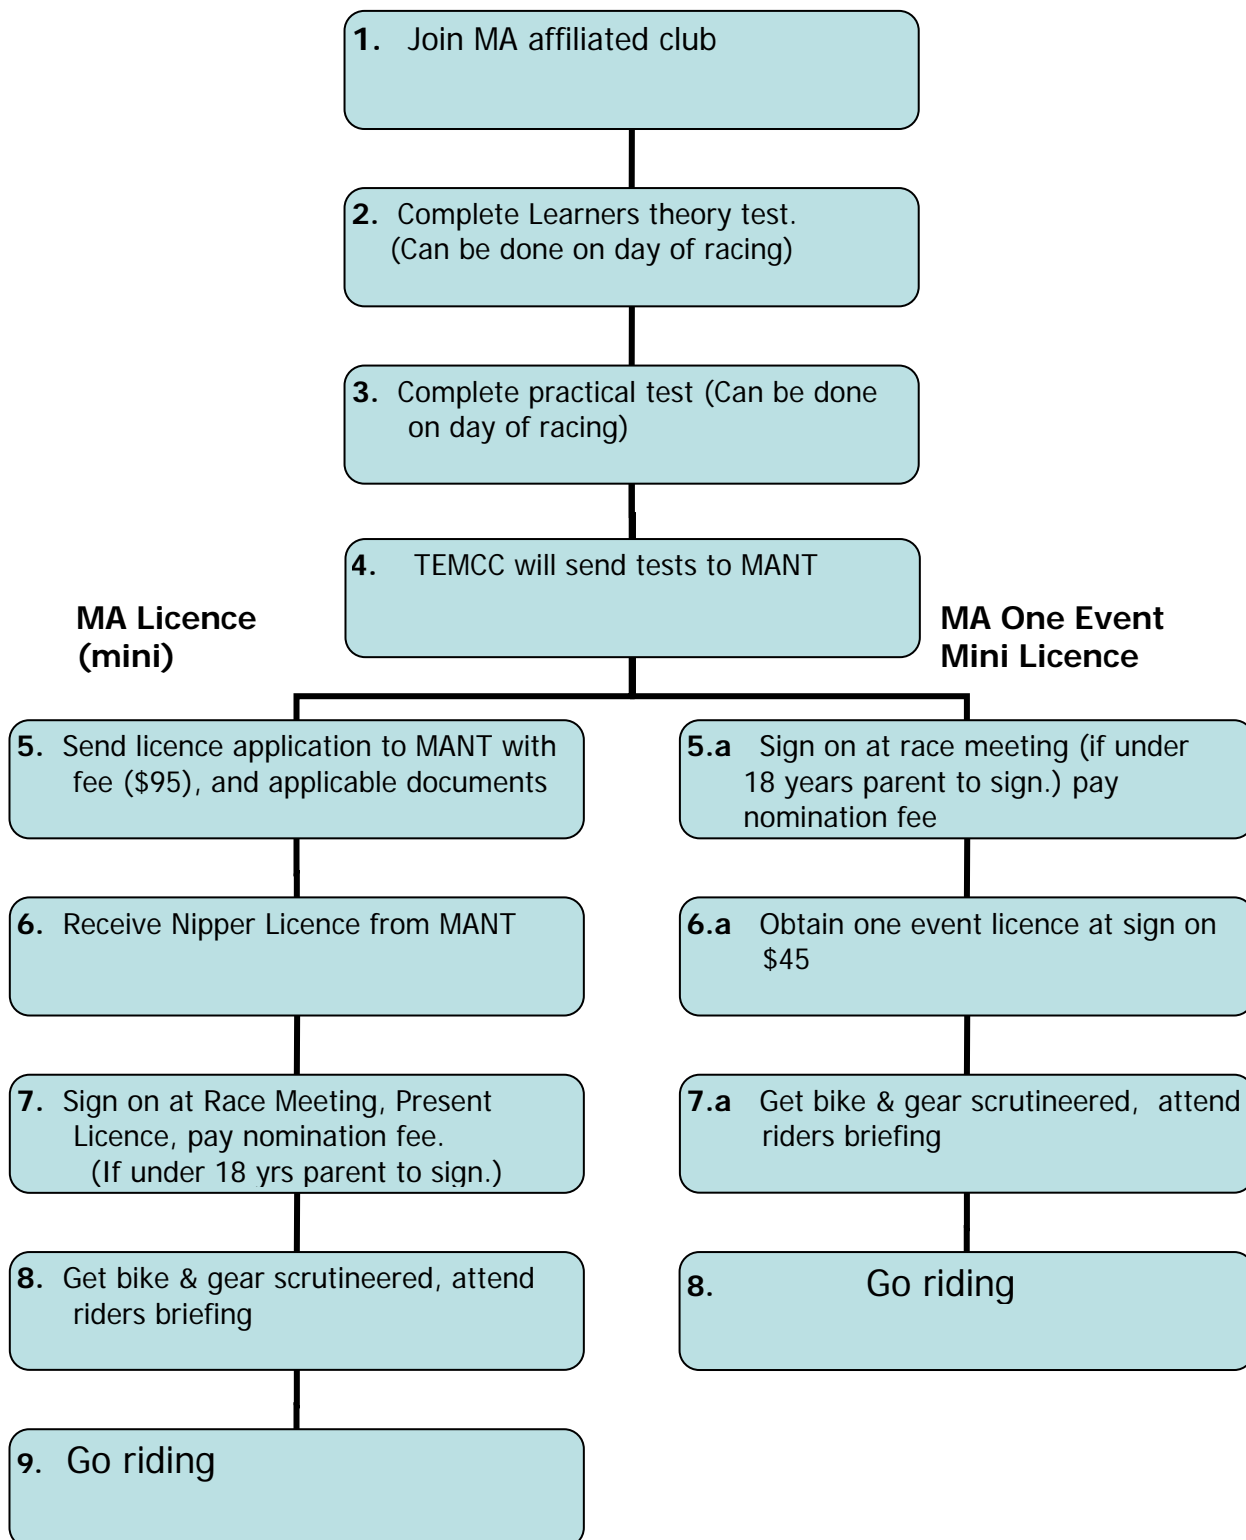 1. Join MA affiliated club
2. Complete Learners theory test.
(Can be done on day of racing)
3. Complete practical test (Can be done
on day of racing)
4. TEMCC will send tests to MANT
MA Licence
(mini)
5. Send licence application to MANT with
fee ($95), and applicable documents
6. Receive Nipper Licence from MANT
7. Sign on at Race Meeting, Present
Licence, pay nomination fee.
(If under 18 yrs parent to sign.)
8. Get bike & gear scrutineered, attend
riders briefing
9. Go riding
MA One Event
Mini Licence
5.a Sign on at race meeting (if under
18 years parent to sign.) pay
nomination fee
6.a Obtain one event licence at sign on
$45
7.a Get bike & gear scrutineered, attend
riders briefing
8. Go riding